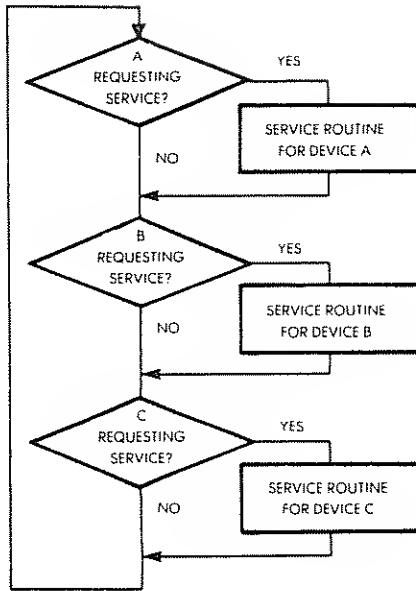 A
REQUESTING
SERVICE?
YES
SERVICE ROUTINE
FOR DEVICE A
NO
B
REQUESTING
SERVICE?
YES
SERVICE ROUTINE
FOR DEVICE B
NO
C
REQUESTING
SERVICE?
YES
SERVICE ROUTINE
FOR DEVICE C
NO